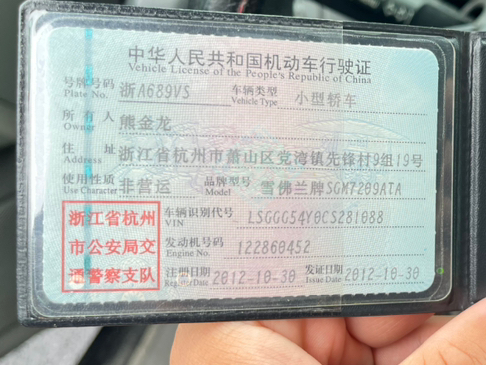 中华人民共和国机动车行驶证
Vehicle License of the People's Republic of China
号牌号码 浙A689VS 车辆类型 小型轿车
Plate No. Vehicle Type
所有人 熊金龙
Owner
住址 浙江省杭州市萧山区党湾镇先锋村9组19号
Address
使用性质 非营运 品牌型号 雪佛兰牌SGM7209ATA
Use Character Model
浙江省杭州
市公安局交
通警察支队
车辆识别代号 LSGGG54Y0CS281088
VIN
发动机号码 122860452
Engine No.
注册日期 2012-10-30 发证日期 2012-10-30
Register Date Issue Date